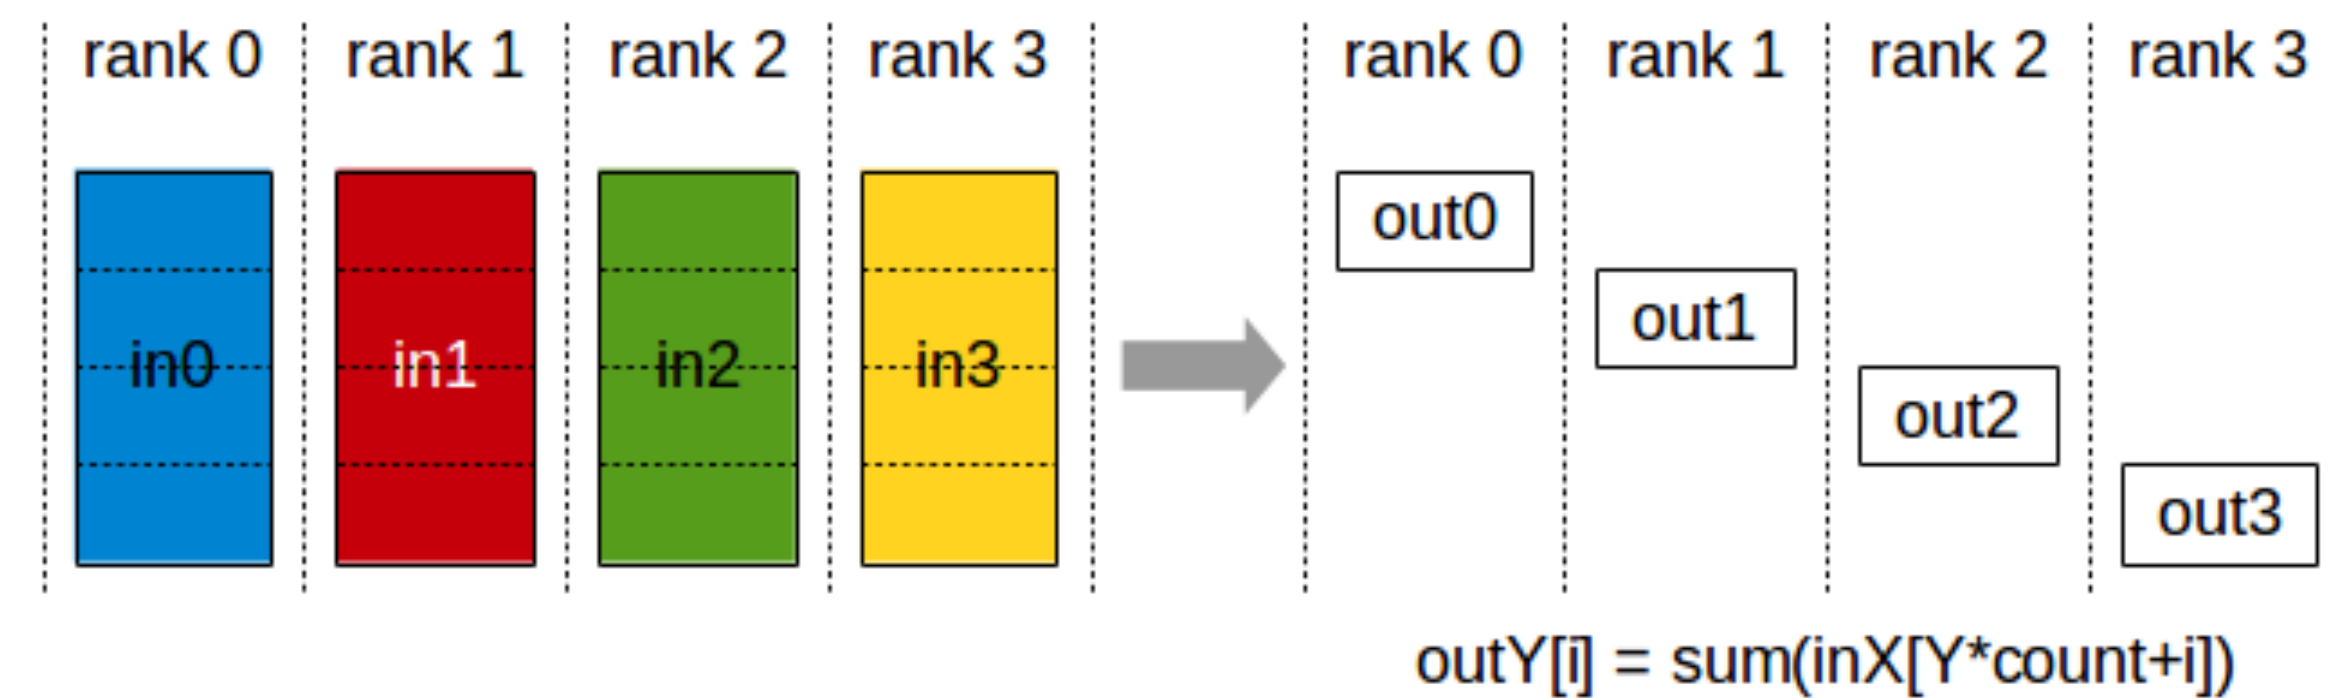 rank 0 rank 1 rank 2 rank 3 rank 0 rank 1 rank 2 rank 3
in0 in1 in2 in3
out0
out1
out2
out3
outY[i] = sum(inX[Y*count+i])